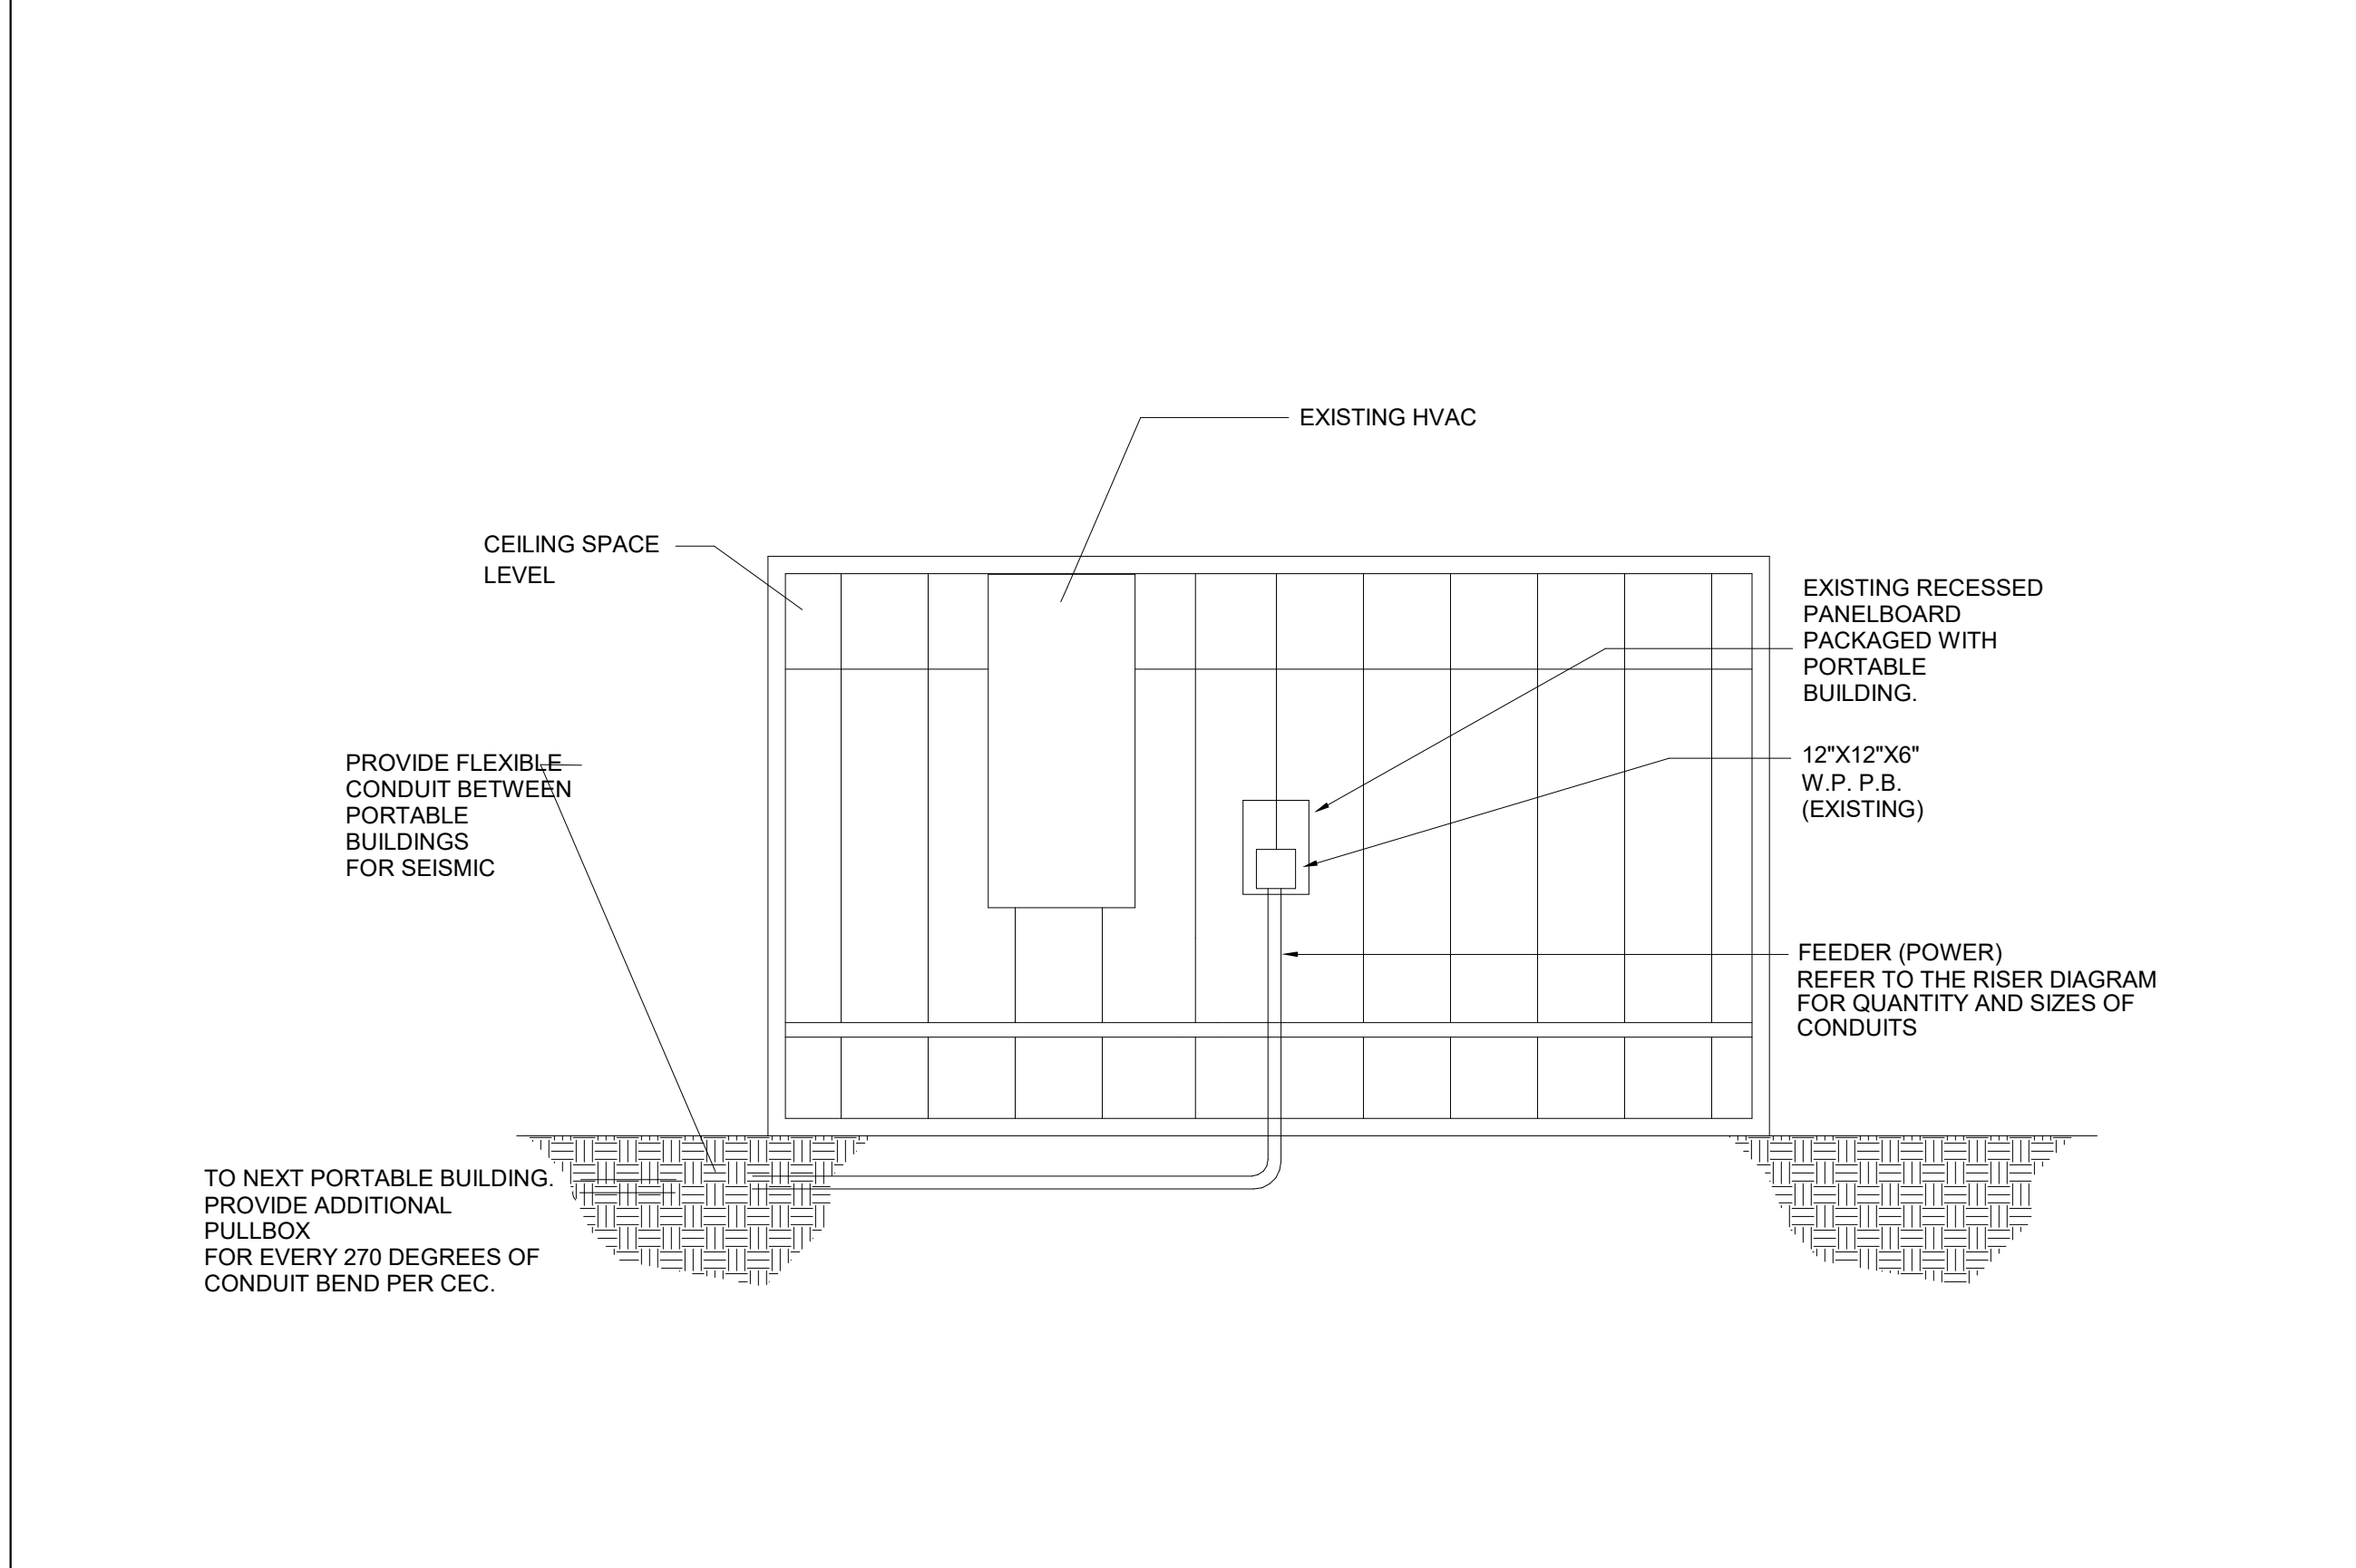 EXISTING HVAC
CEILING SPACE
LEVEL
EXISTING RECESSED
PANELBOARD
PACKAGED WITH
PORTABLE
BUILDING.
12"X12"X6"
W.P. P.B.
(EXISTING)
PROVIDE FLEXIBLE
CONDUIT BETWEEN
PORTABLE
BUILDINGS
FOR SEISMIC
FEEDER (POWER)
REFER TO THE RISER DIAGRAM
FOR QUANTITY AND SIZES OF
CONDUITS
TO NEXT PORTABLE BUILDING.
PROVIDE ADDITIONAL
PULLBOX
FOR EVERY 270 DEGREES OF
CONDUIT BEND PER CEC.